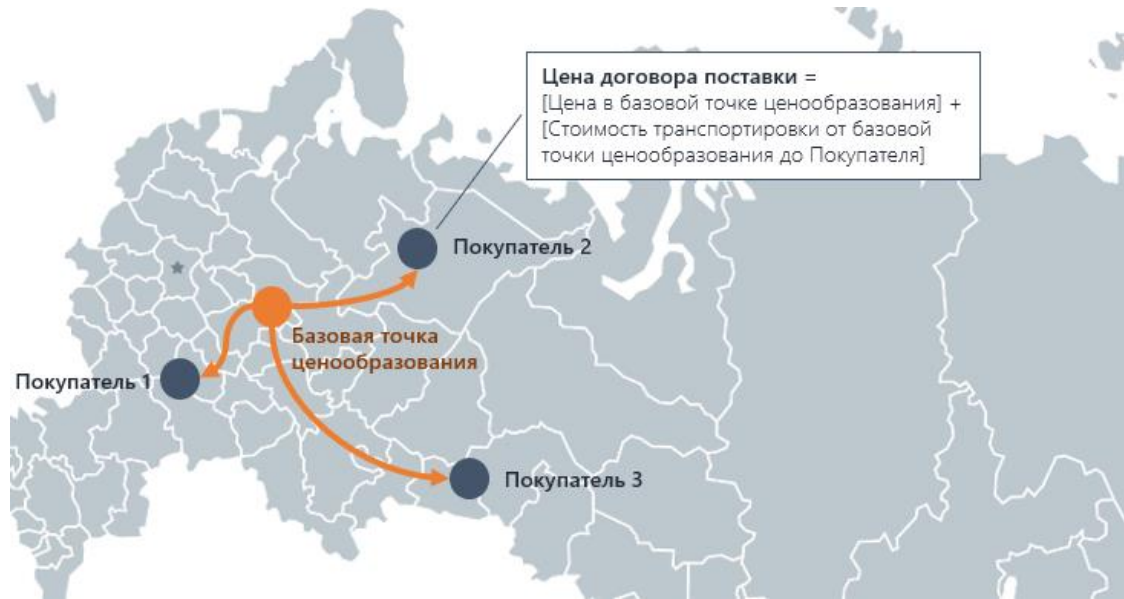 Цена договора поставки =
[Цена в базовой точке ценообразования] +
[Стоимость транспортировки от базовой
точки ценообразования до Покупателя]
Покупатель 2
Базовая точка
ценообразования
Покупатель 1
Покупатель 3